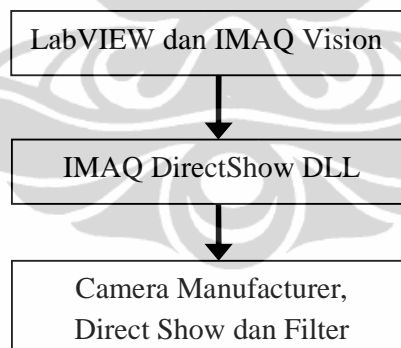 LabVIEW dan IMAQ Vision
IMAQ DirectShow DLL
Camera Manufacturer,
Direct Show dan Filter